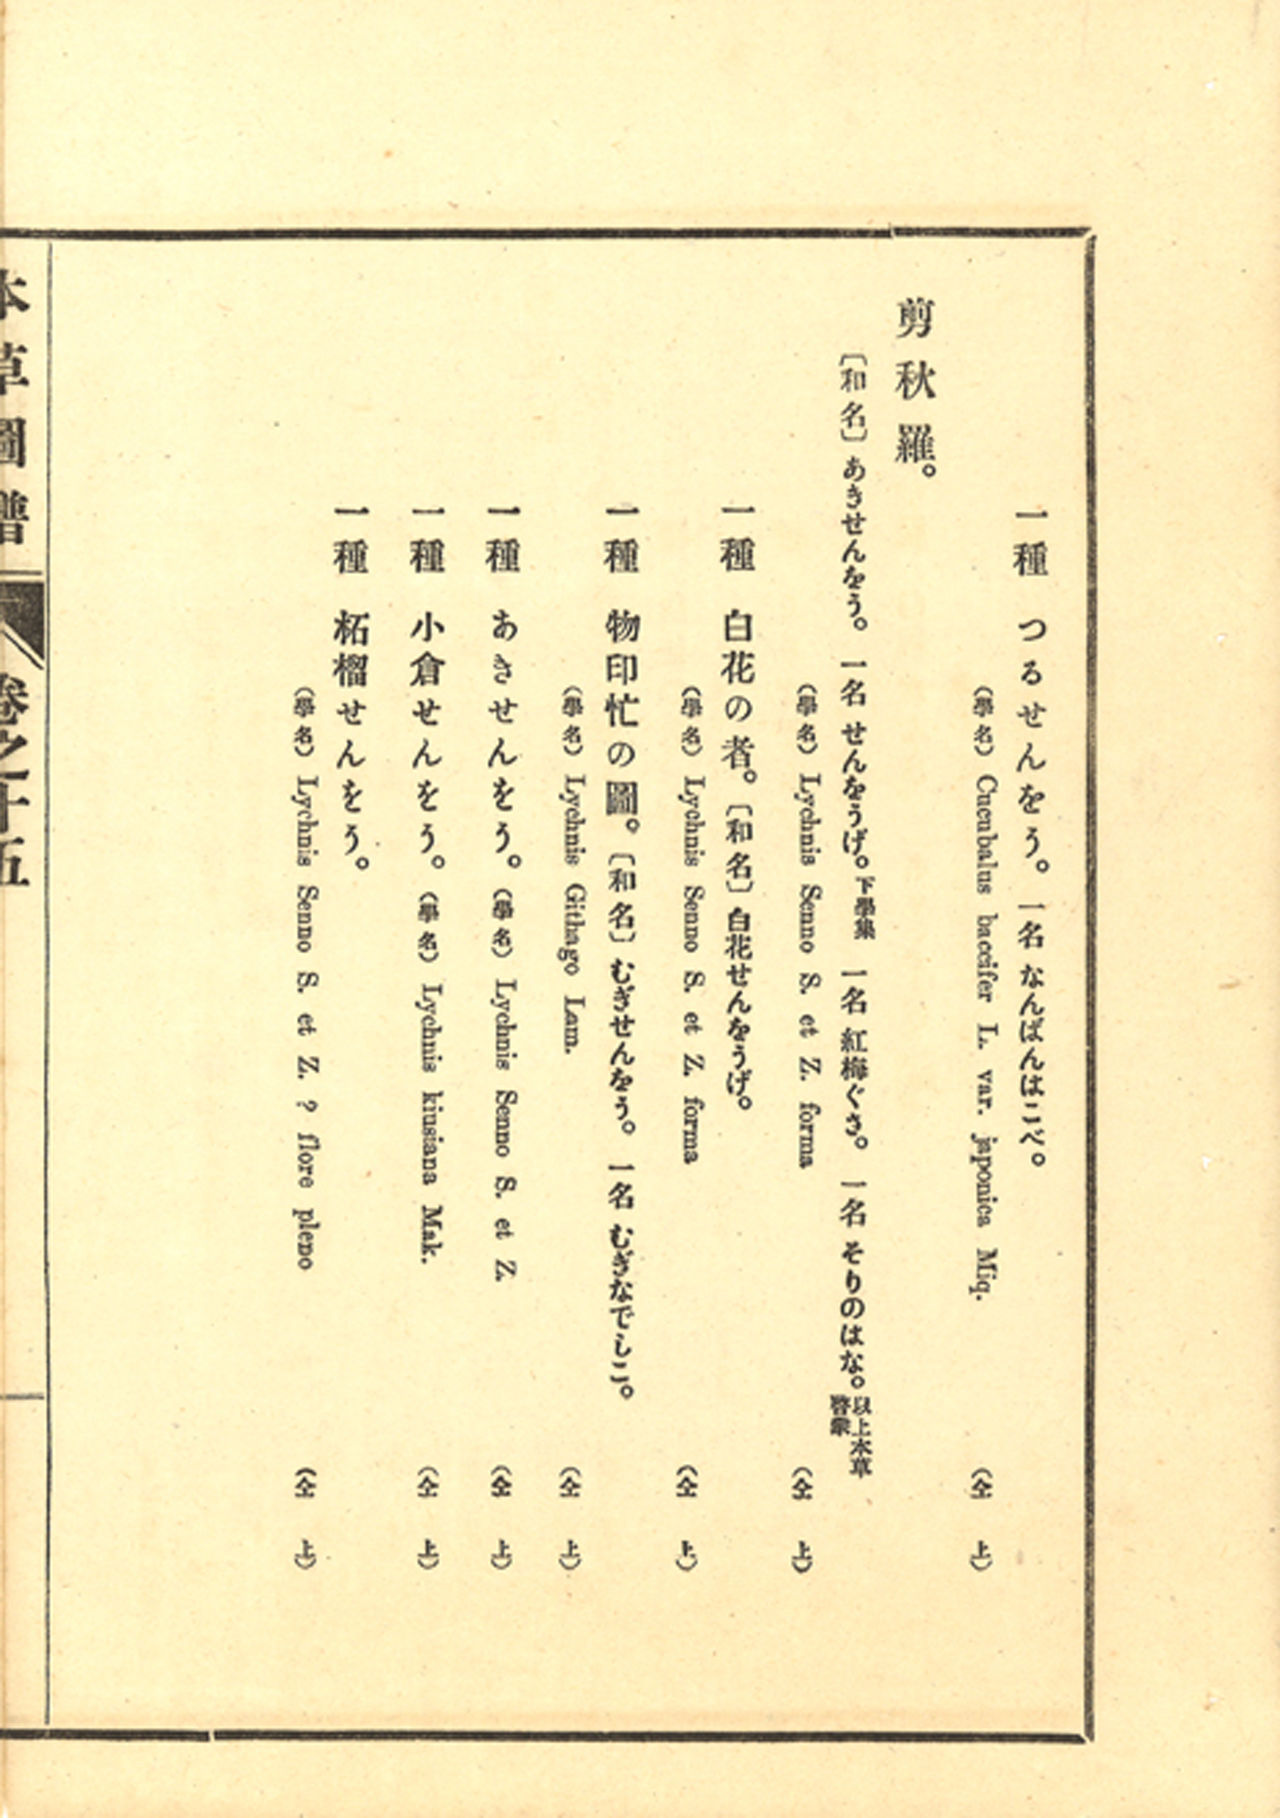 一種 つるせんをう。一名 なんばんはこべ。
(學名) Cucubalus baccifer L. var. japonica Miq. (仝上)
剪秋羅。
〔和名〕あきせんをう。一名 せんをうげ。下學集 一名 紅梅ぐさ。 一名 そりのはな。以上本草啓蒙
(學名) Lychnis Senno S. et Z. forma (仝上)
一種 白花の者。〔和名〕白花せんをうげ。
(學名) Lychnis Senno S. et Z. forma (仝上)
一種 物印忙の圖。〔和名〕むぎせんをう。 一名 むぎなでしこ。
(學名) Lychnis Githago Lam. (仝上)
一種 あきせんをう。(學名) Lychnis Senno S. et Z. (仝上)
一種 小倉せんをう。(學名) Lychnis kiusiana Mak. (仝上)
一種 柘榴せんをう。
(學名) Lychnis Senno S. et Z. ? flore pleno (仝上)
本草圖譜 卷之十五